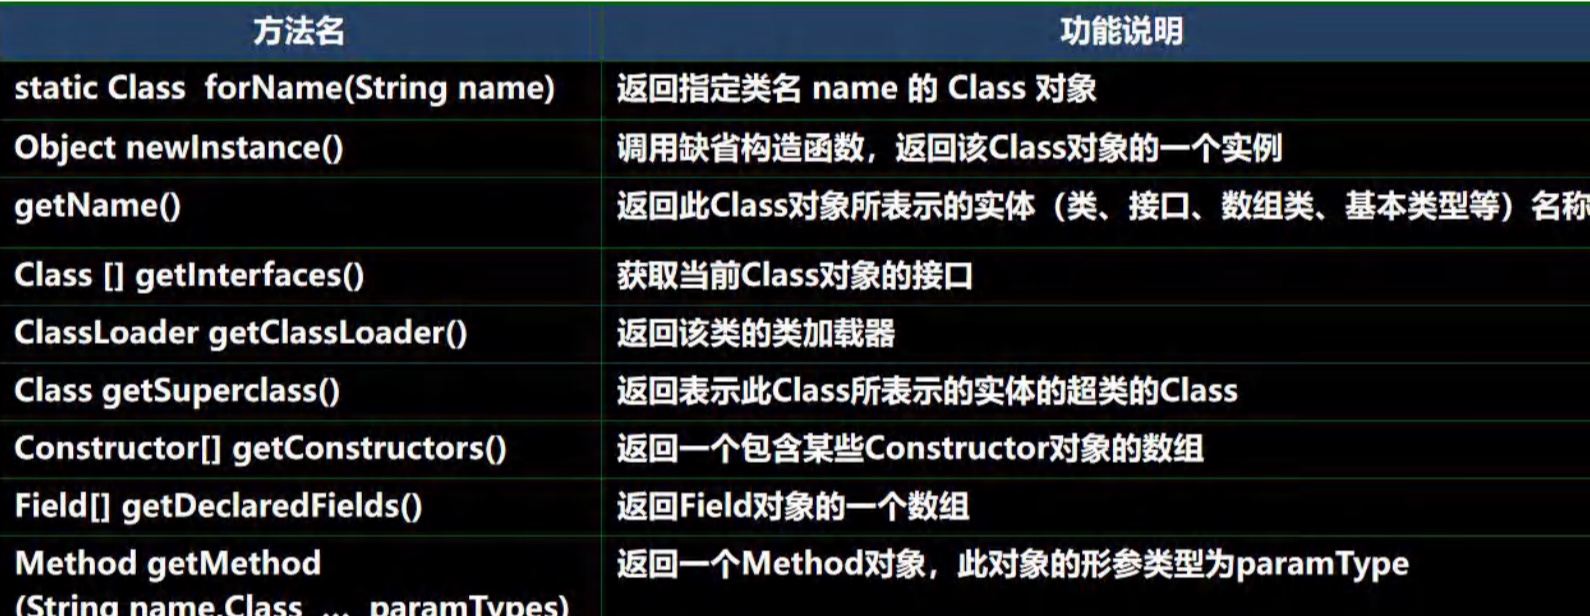 方法名 功能说明
static Class forName(String name) 返回指定类名 name 的 Class 对象
Object newInstance() 调用缺省构造函数，返回该Class对象的一个实例
getName() 返回此Class对象所表示的实体（类、接口、数组类、基本类型等）名称
Class [] getInterfaces() 获取当前Class对象的接口
ClassLoader getClassLoader() 返回该类的类加载器
Class getSuperclass() 返回表示此Class所表示的实体的超类的Class
Constructor[] getConstructors() 返回一个包含某些Constructor对象的数组
Field[] getDeclaredFields() 返回Field对象的一个数组
Method getMethod 返回一个Method对象，此对象的形参类型为paramType
(String name,Class … paramTypes)